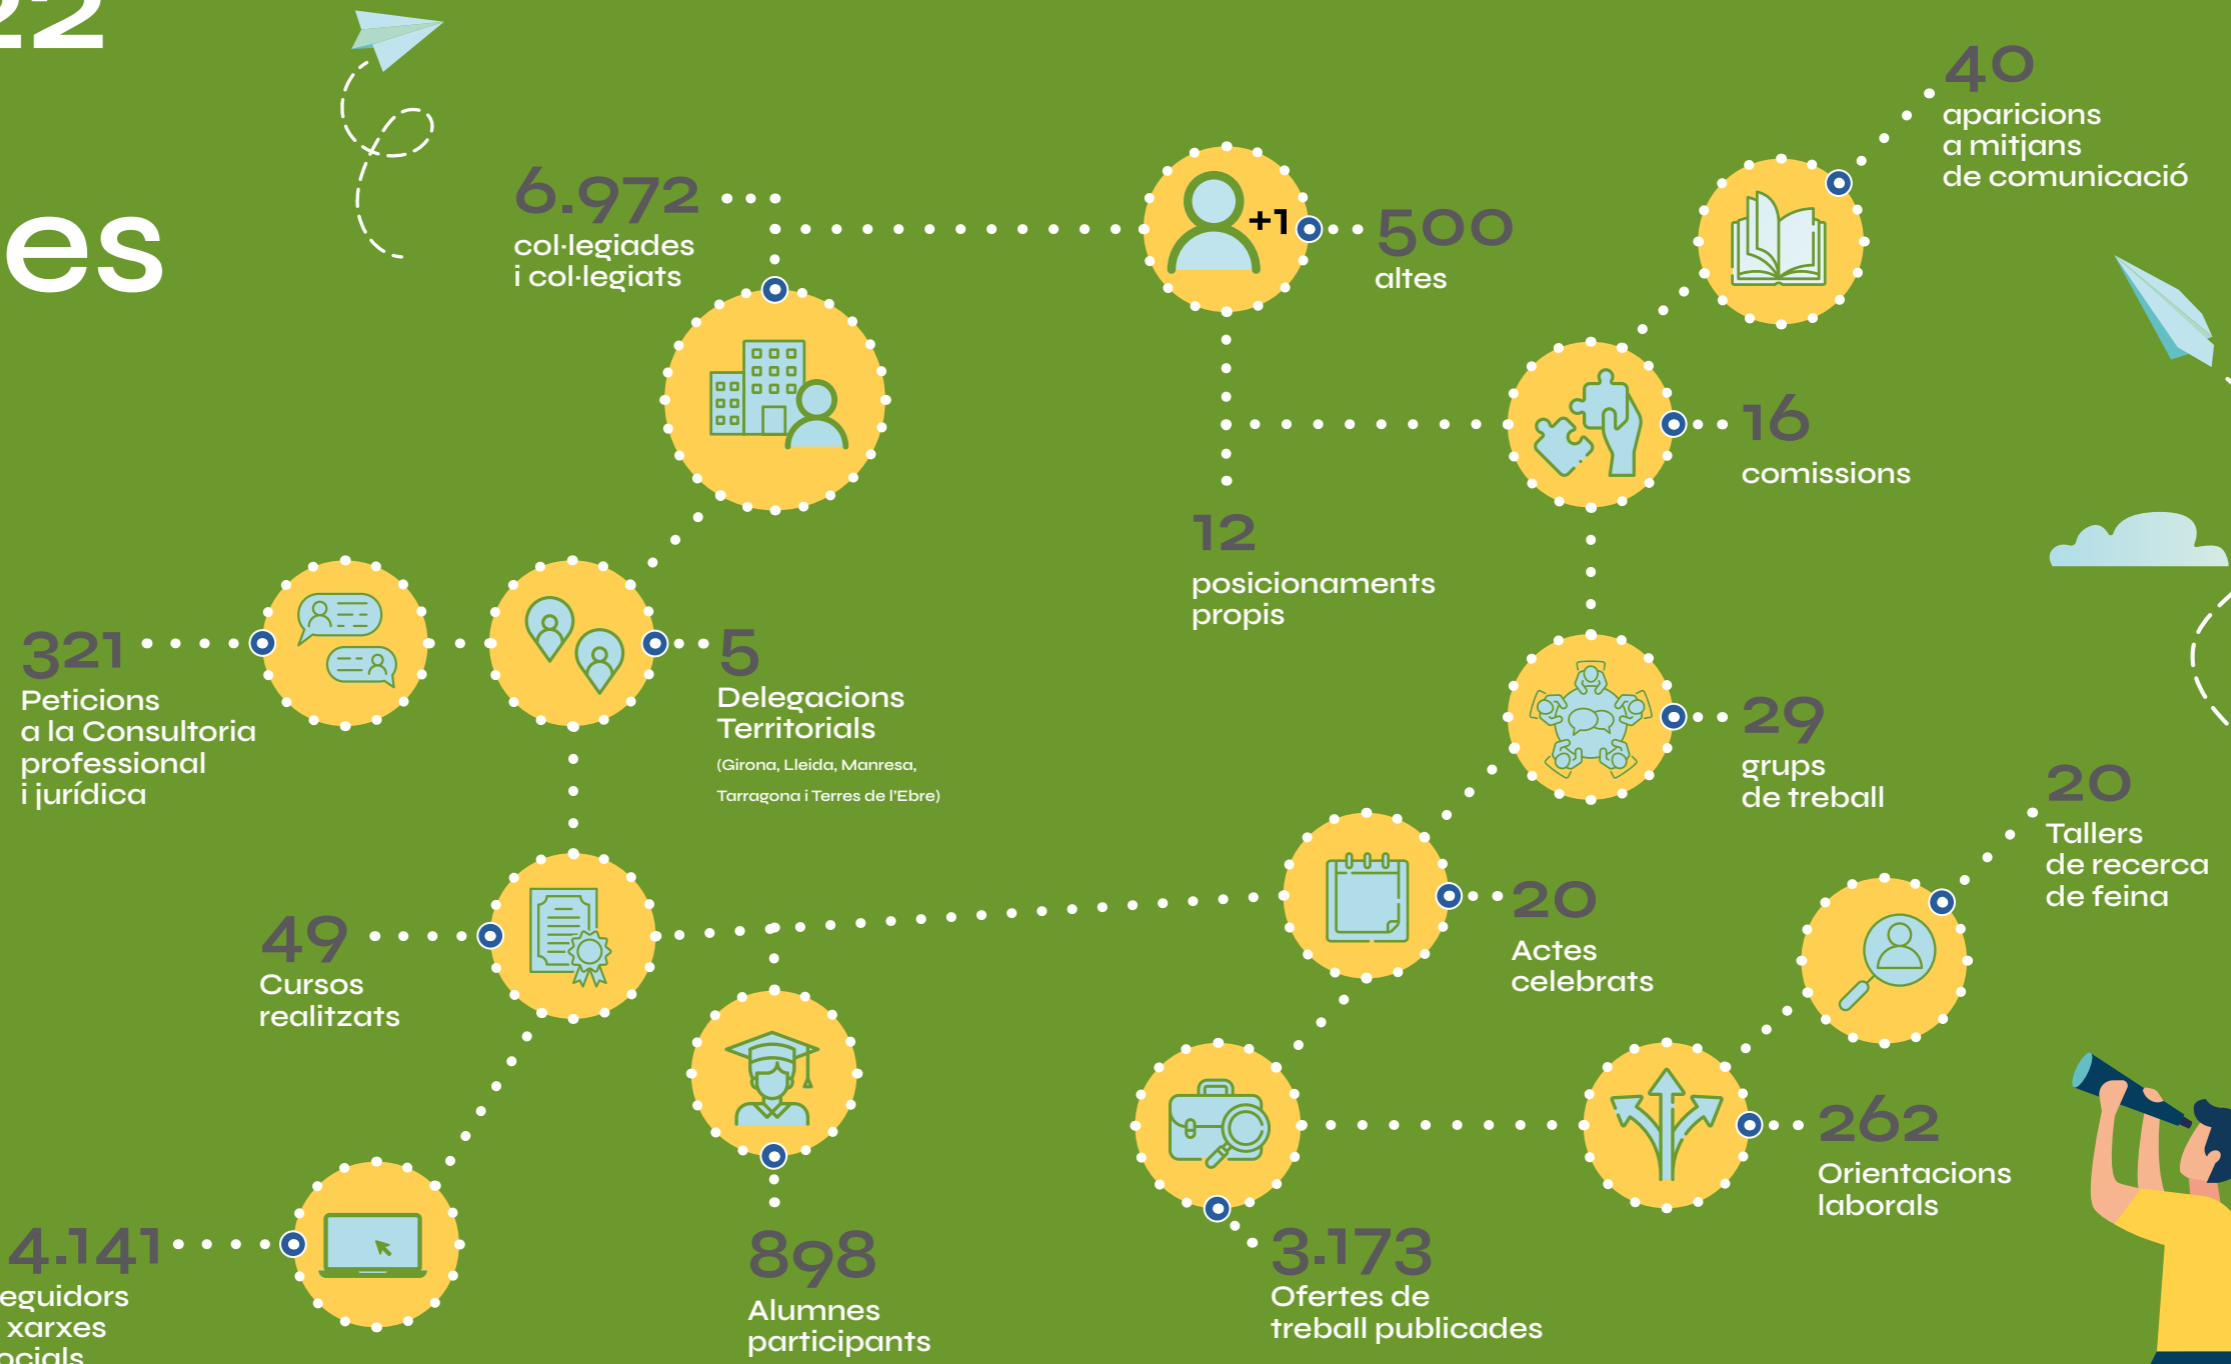 22
es
6.972
col·legiades
i col·legiats
+1
500
altes
40
aparicions
a mitjans
de comunicació
16
comissions
12
posicionaments
propis
321
Peticions
a la Consultoria
professional
i jurídica
5
Delegacions
Territorials
(Girona, Lleida, Manresa,
Tarragona i Terres de l'Ebre)
29
grups
de treball
20
Tallers
de recerca
de feina
49
Cursos
realitzats
20
Actes
celebrats
262
Orientacions
laborals
4.141
eguidors
xarxes
ocials
898
Alumnes
participants
3.173
Ofertes de
treball publicades